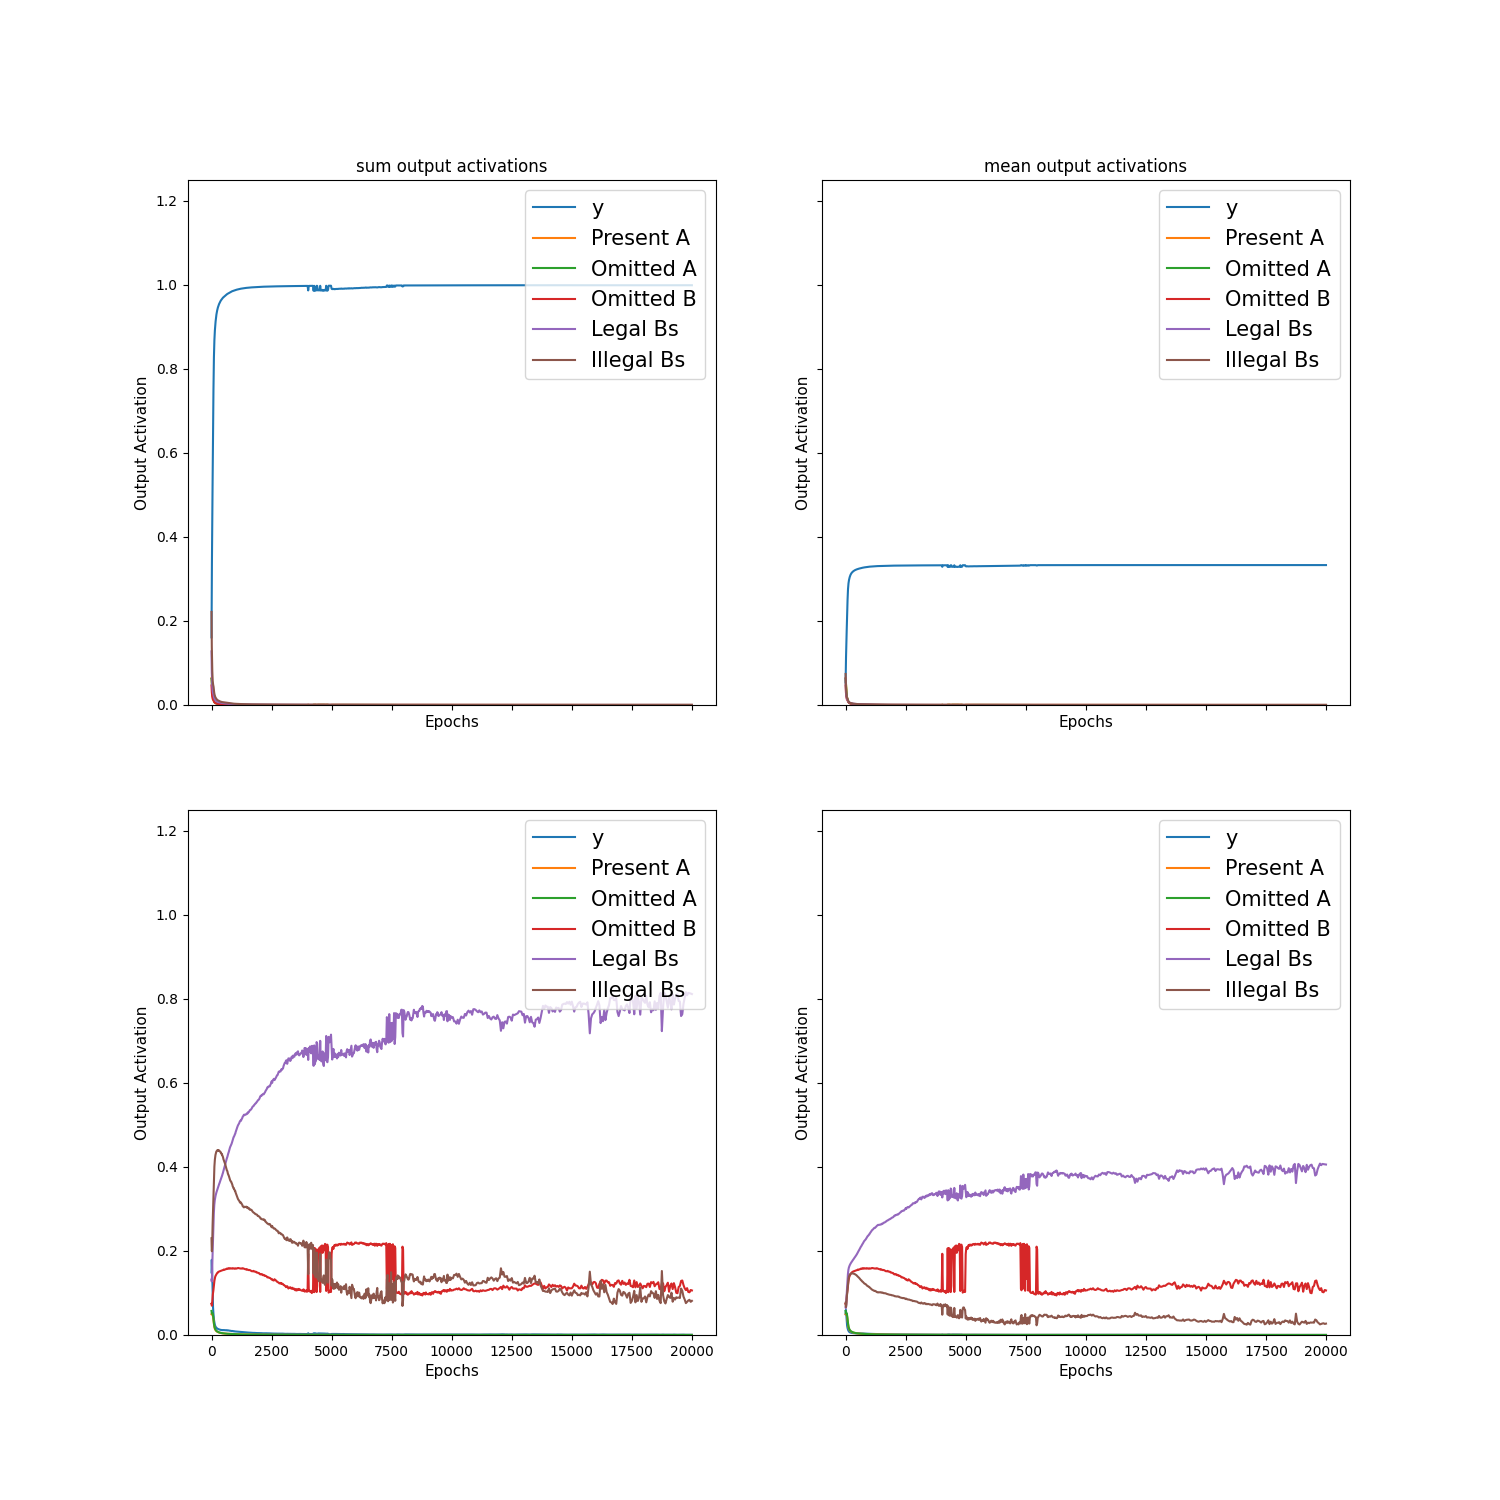 sum output activations
mean output activations
1.2
1.0
0.8
0.6
0.4
0.2
0.0
Output Activation
y
Present A
Omitted A
Omitted B
Legal Bs
Illegal Bs
Epochs
Output Activation
y
Present A
Omitted A
Omitted B
Legal Bs
Illegal Bs
Epochs
1.2
1.0
0.8
0.6
0.4
0.2
0.0
Output Activation
y
Present A
Omitted A
Omitted B
Legal Bs
Illegal Bs
0 2500 5000 7500 10000 12500 15000 17500 20000
Epochs
Output Activation
y
Present A
Omitted A
Omitted B
Legal Bs
Illegal Bs
0 2500 5000 7500 10000 12500 15000 17500 20000
Epochs